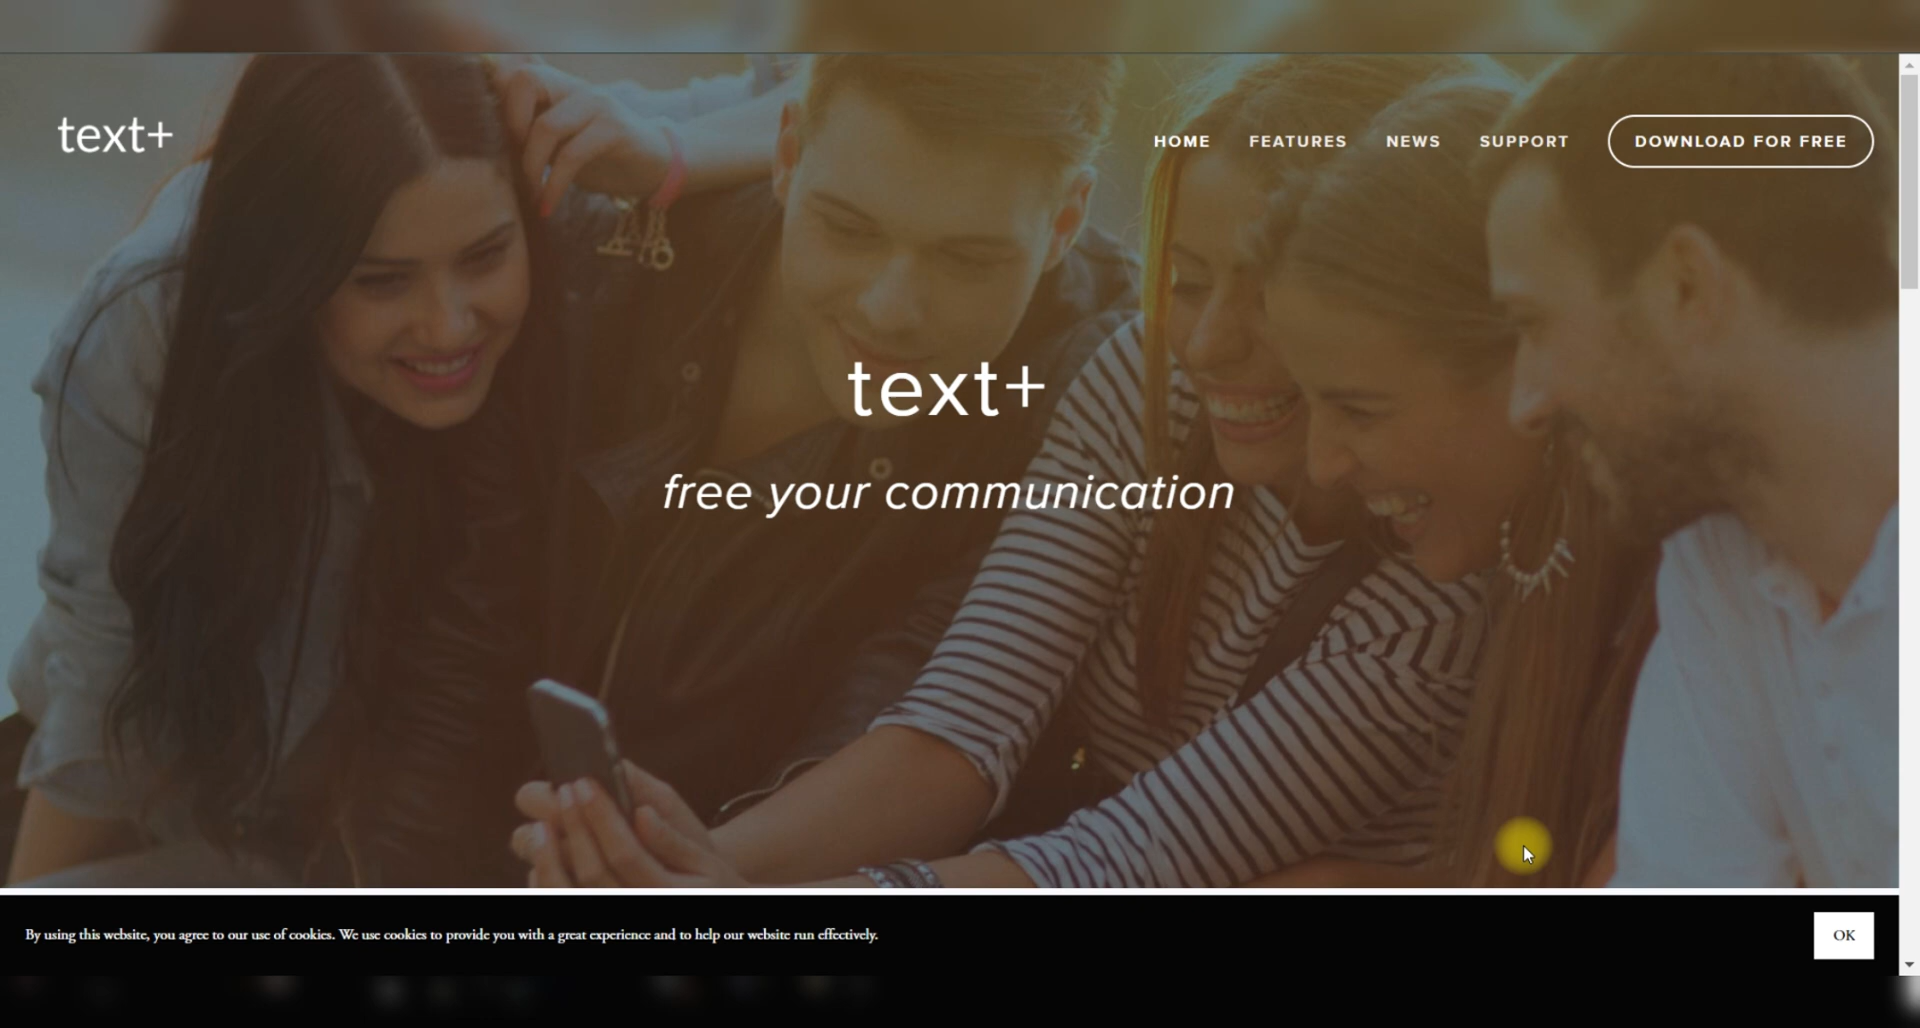 text+
HOME FEATURES NEWS SUPPORT DOWNLOAD FOR FREE
text+
free your communication
By using this website, you agree to our use of cookies. We use cookies to provide you with a great experience and to help our website run effectively.
OK